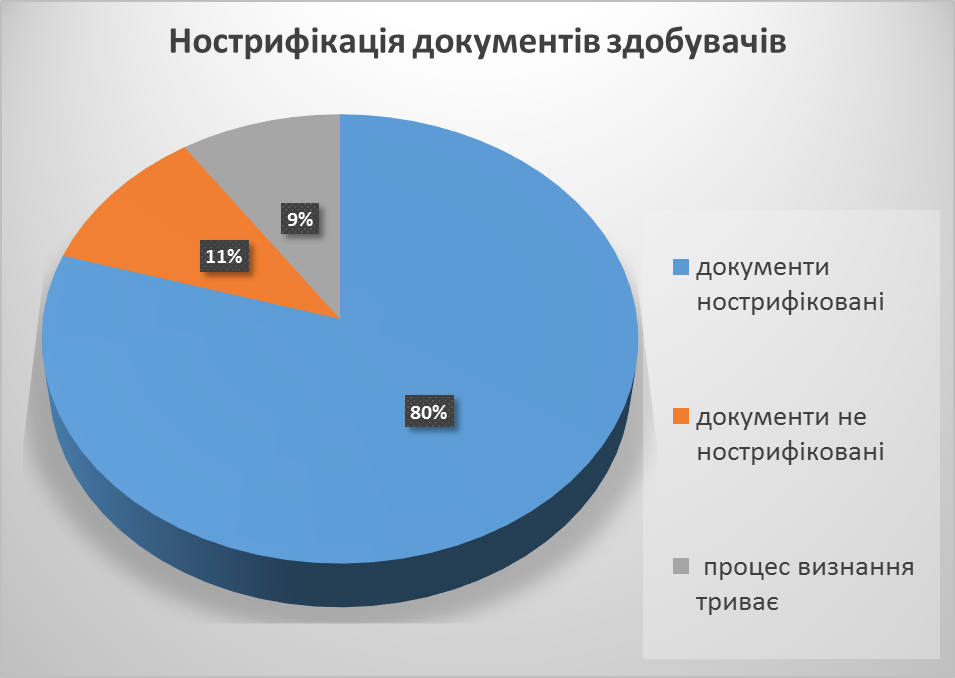 Нострифікація документів здобувачів
9%
11%
80%
документи
нострифіковані
документи не
нострифіковані
процес визнання
триває